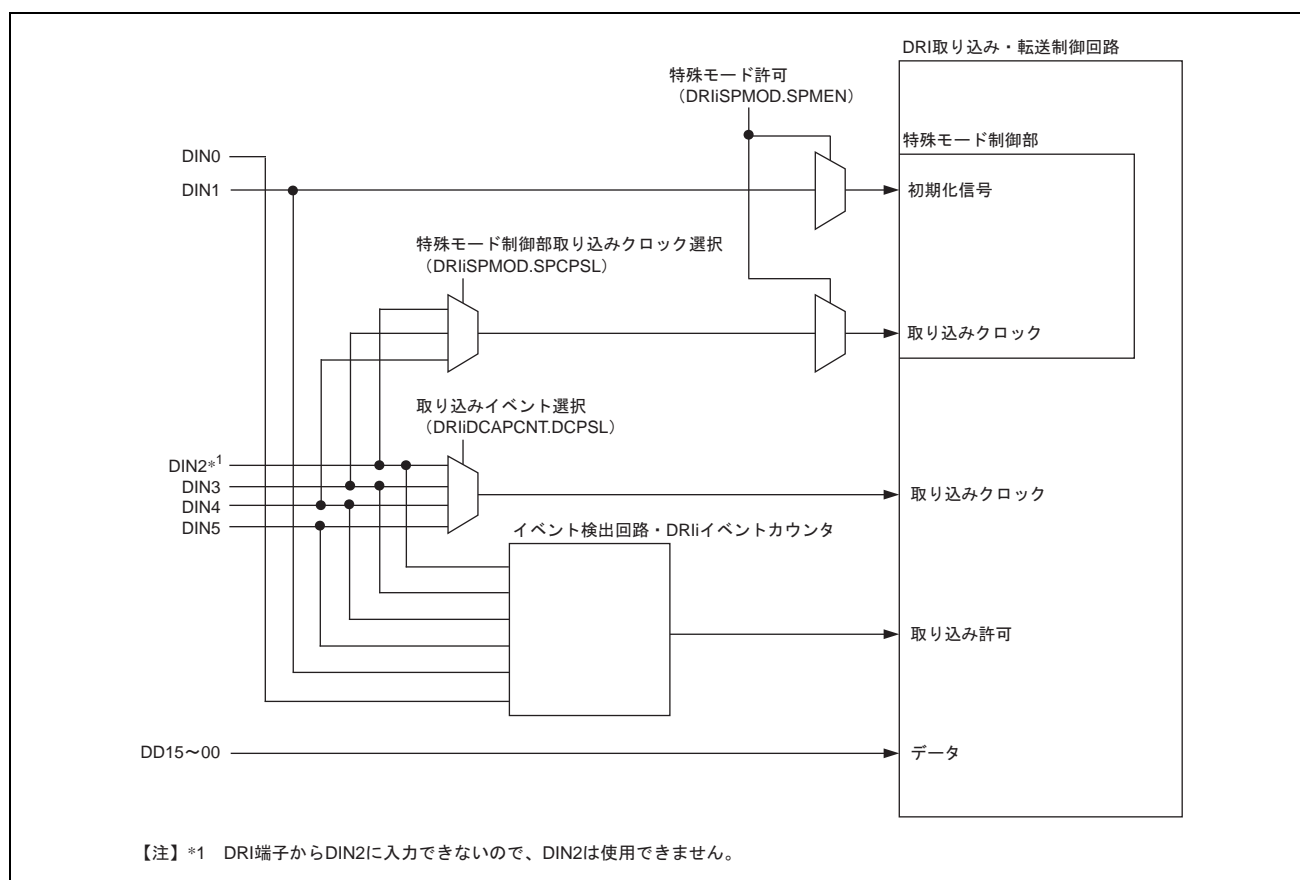 DRI取り込み・転送制御回路
特殊モード許可
（DRIiSPMOD.SPMEN）
特殊モード制御部
DIN0
DIN1
初期化信号
特殊モード制御部取り込みクロック選択
（DRIiSPMOD.SPCPSL）
取り込みクロック
取り込みイベント選択
（DRIiDCAPCNT.DCPSL）
DIN2*1
DIN3
DIN4
DIN5
取り込みクロック
イベント検出回路・DRIiイベントカウンタ
取り込み許可
DD15～00
データ
【注】*1　DRI端子からDIN2に入力できないので、DIN2は使用できません。